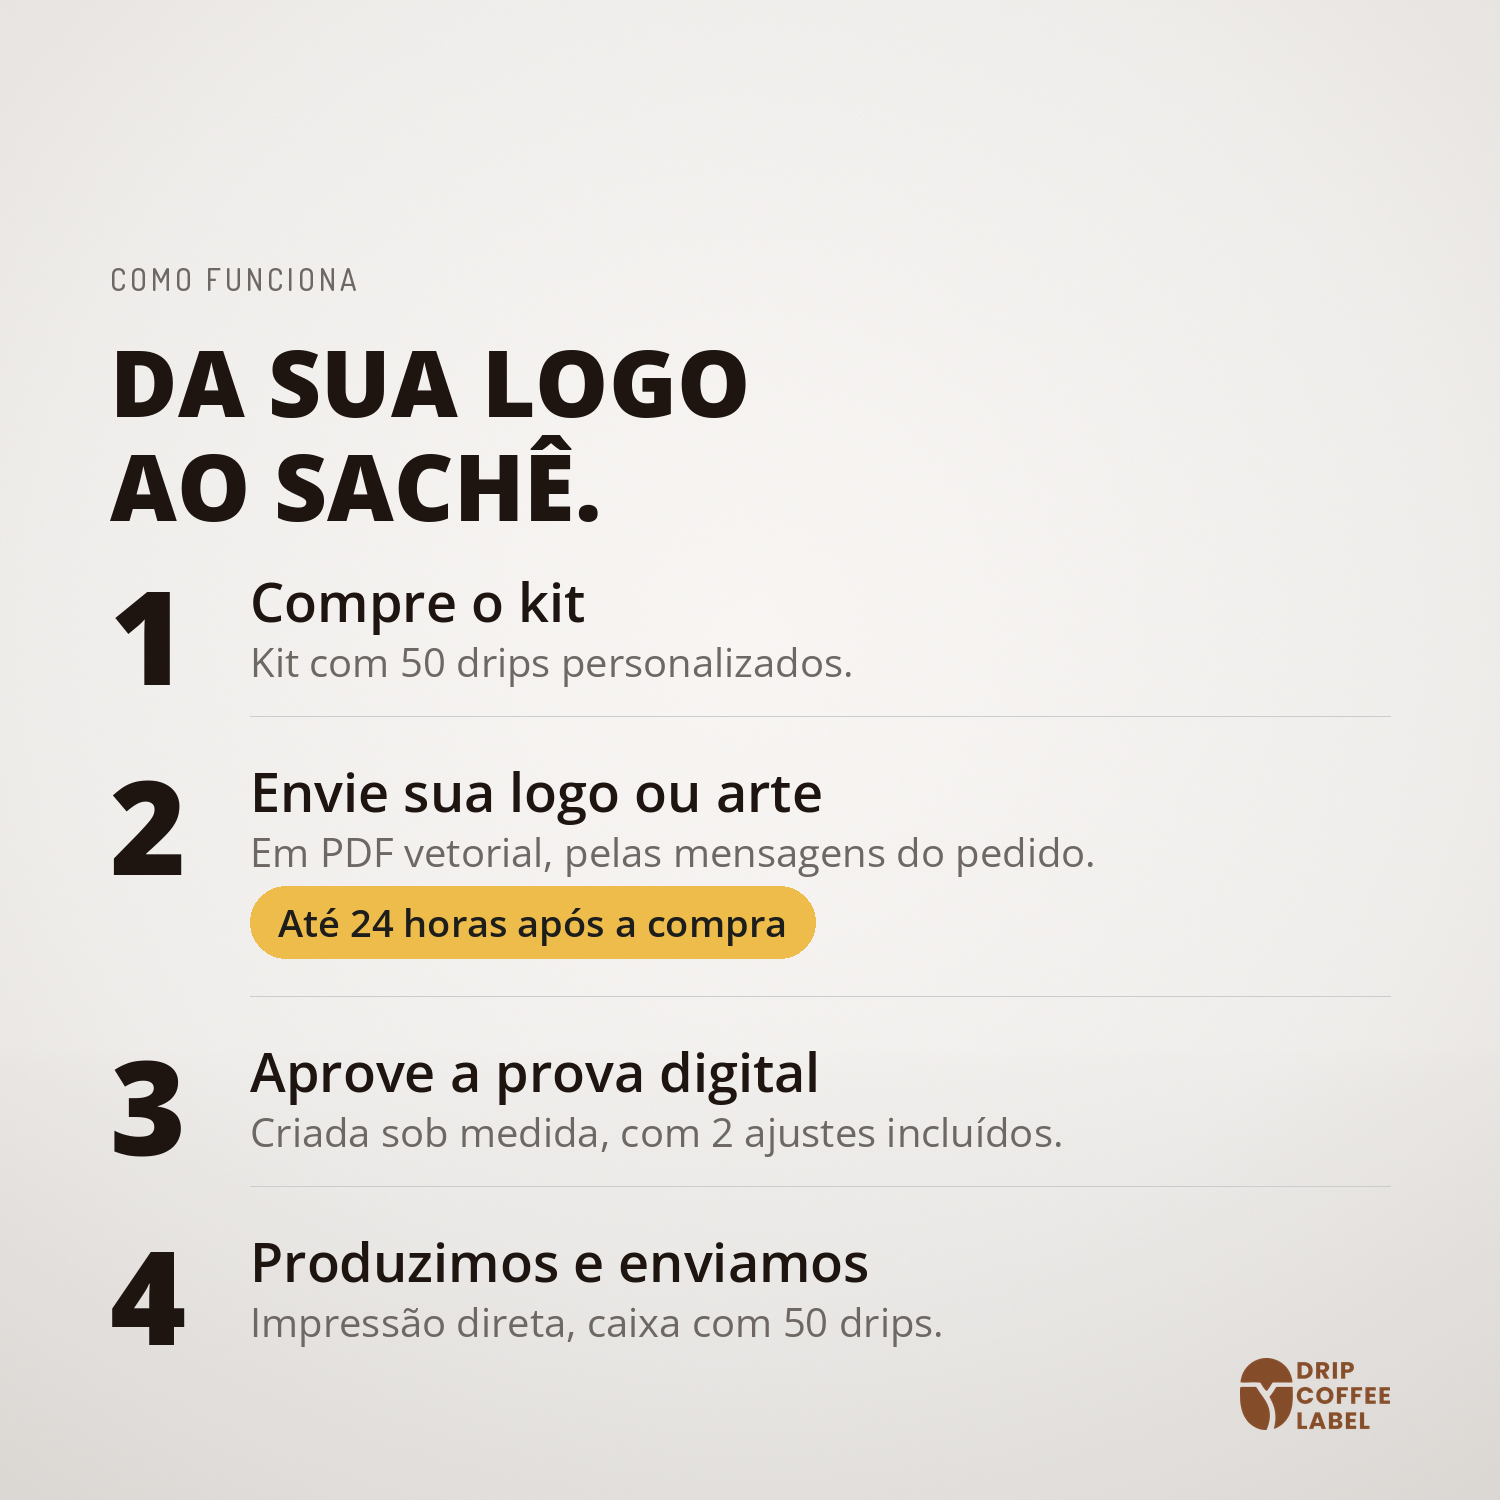 COMO FUNCIONA
DA SUA LOGO
AO SACHÊ.
1
Compre o kit
Kit com 50 drips personalizados.
2
Envie sua logo ou arte
Em PDF vetorial, pelas mensagens do pedido.
Até 24 horas após a compra
3
Aprove a prova digital
Criada sob medida, com 2 ajustes incluídos.
4
Produzimos e enviamos
Impressão direta, caixa com 50 drips.
DRIP
COFFEE
LABEL